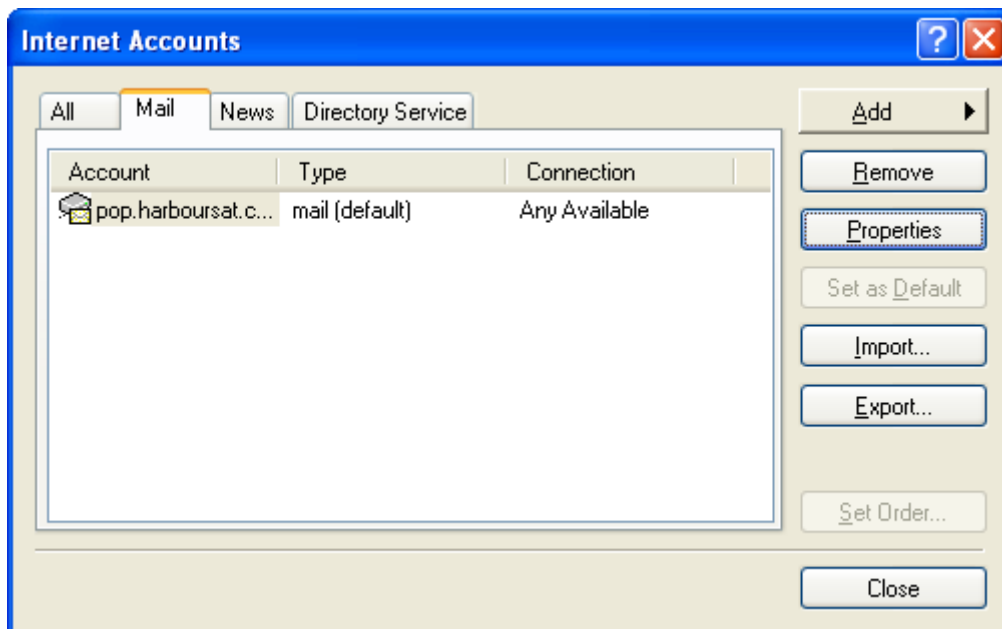 Internet Accounts
All Mail News Directory Service
Add
Remove
Properties
Set as Default
Import...
Export...
Set Order...
Close
Account Type Connection
pop.harboursat.c... mail (default) Any Available